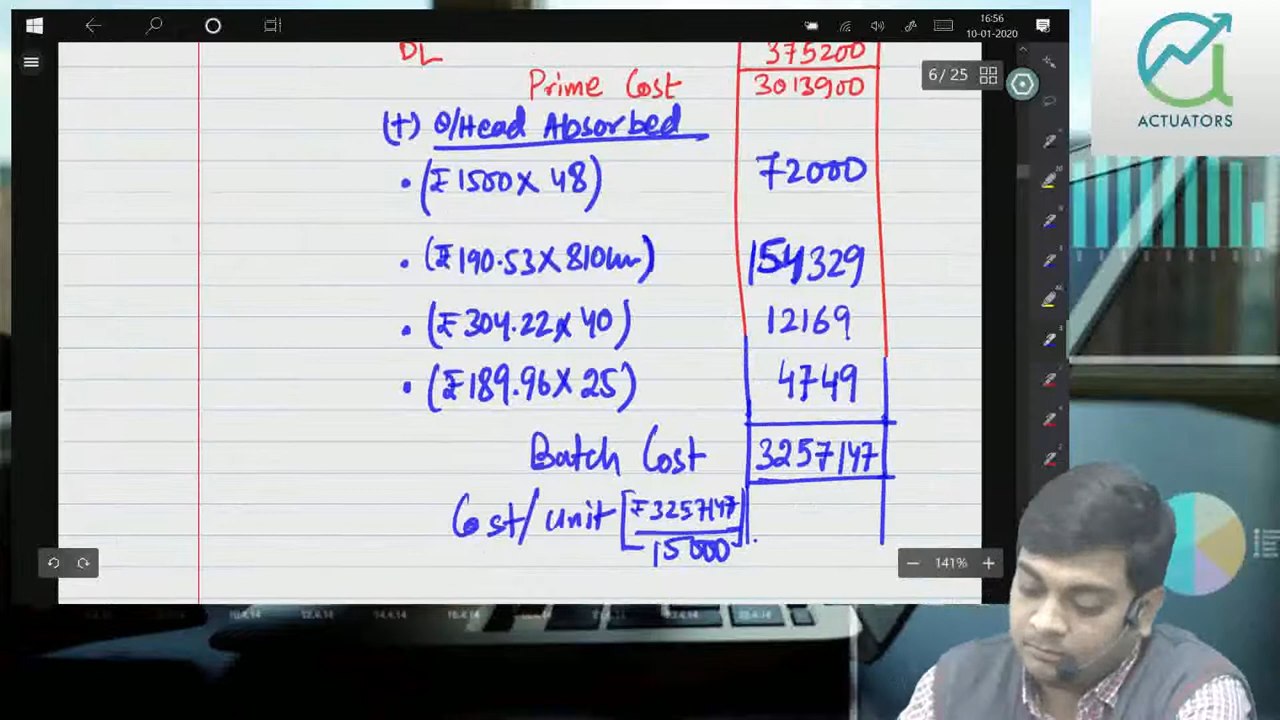 16:56
10-01-2020
6 / 25
ACTUATORS
DL 375200
Prime Cost 3013900
(+) O/Head Absorbed
• (₹1500 X 48) 72000
• (₹190.53 X 810hr) 154329
• (₹304.22 X 40) 12169
• (₹189.96 X 25) 4749
Batch Cost 3257147
Cost/unit [₹3257147
15000]
141%